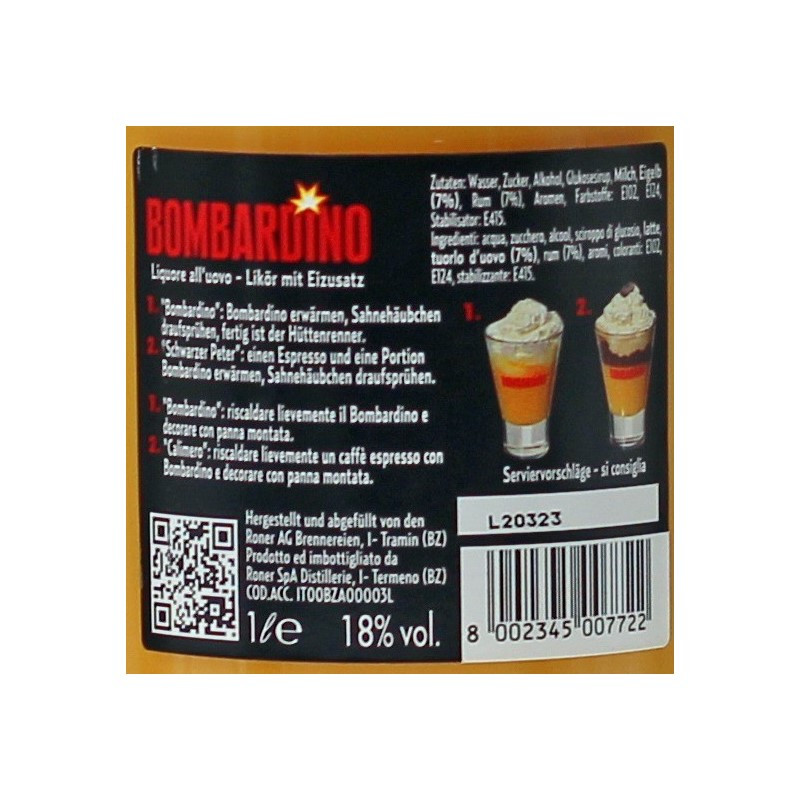 BOMBARDINO
Liquore all'uovo - Likör mit Eizusatz
1. "Bombardino": Bombardino erwärmen, Sahnehäubchen
draufsprühen, fertig ist der Hüttenrenner.
2. "Schwarzer Peter": einen Espresso und eine Portion
Bombardino erwärmen, Sahnehäubchen draufsprühen.
1. "Bombardino": riscaldare lievemente il Bombardino e
decorare con panna montata.
2. "Calimero": riscaldare lievemente un caffè espresso con
Bombardino e decorare con panna montata.
Zutaten: Wasser, Zucker, Alkohol, Glukosesirup, Milch, Eigelb
(7%), Rum (7%), Aromen, Farbstoffe: E102, E124,
Stabilisator: E415.
Ingredienti: acqua, zucchero, alcool, sciroppo di glucosio, latte,
tuorlo d'uovo (7%), rum (7%), aromi, coloranti: E102,
E124, stabilizzante: E415.
1. 2.
Serviervorschläge - si consiglia
L20323
Hergestellt und abgefüllt von den
Roner AG Brennereien, I- Tramin (BZ)
Prodotto ed imbottigliato da
Roner SpA Distillerie, I- Termeno (BZ)
COD.ACC. IT00BZA00003L
1 ℓ e 18% vol.
8 002345 007722